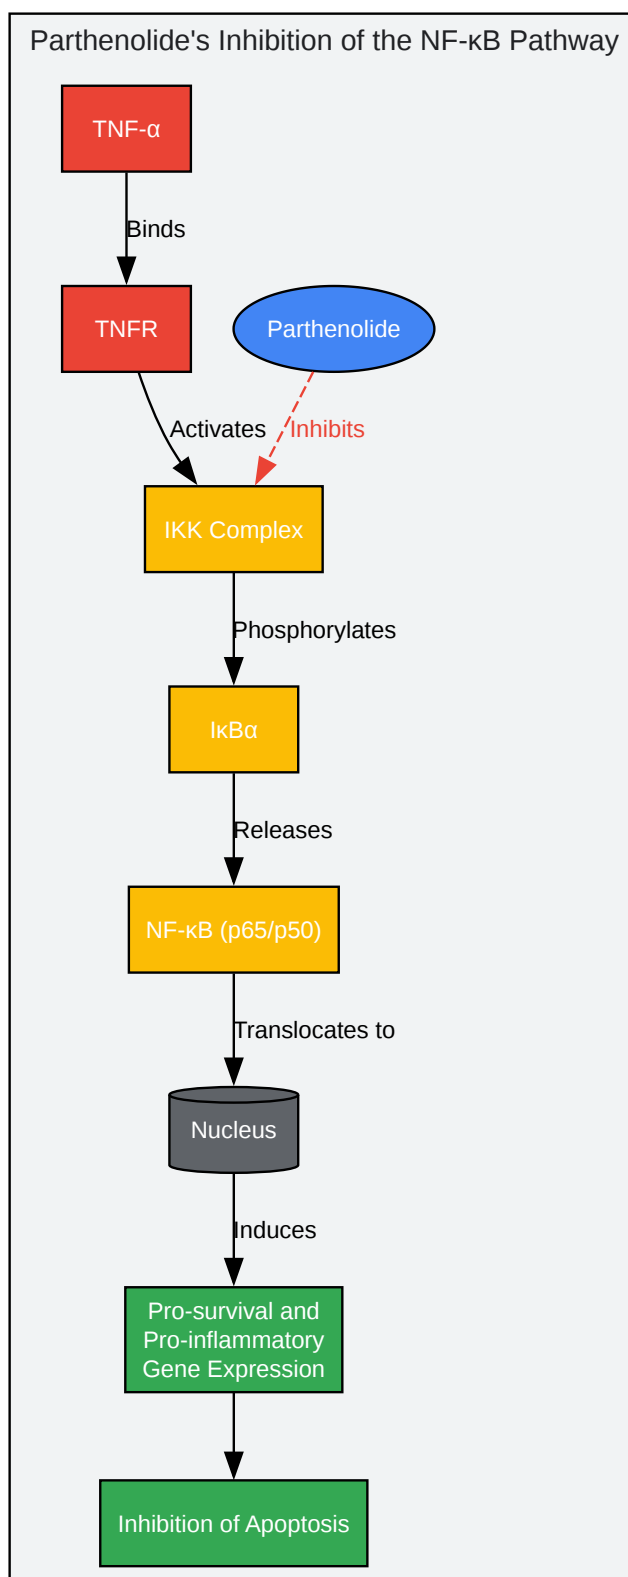 Parthenolide's Inhibition of the NF-κB Pathway
TNF-α
Binds
TNFR
Parthenolide
Activates
Inhibits
IKK Complex
Phosphorylates
IκBα
Releases
NF-κB (p65/p50)
Translocates to
Nucleus
Induces
Pro-survival and
Pro-inflammatory
Gene Expression
Inhibition of Apoptosis